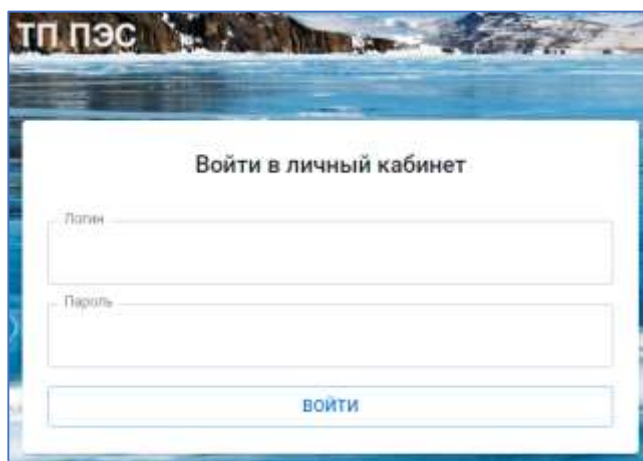 ТП ПЭС
Войти в личный кабинет
Логин
Пароль
ВОЙТИ